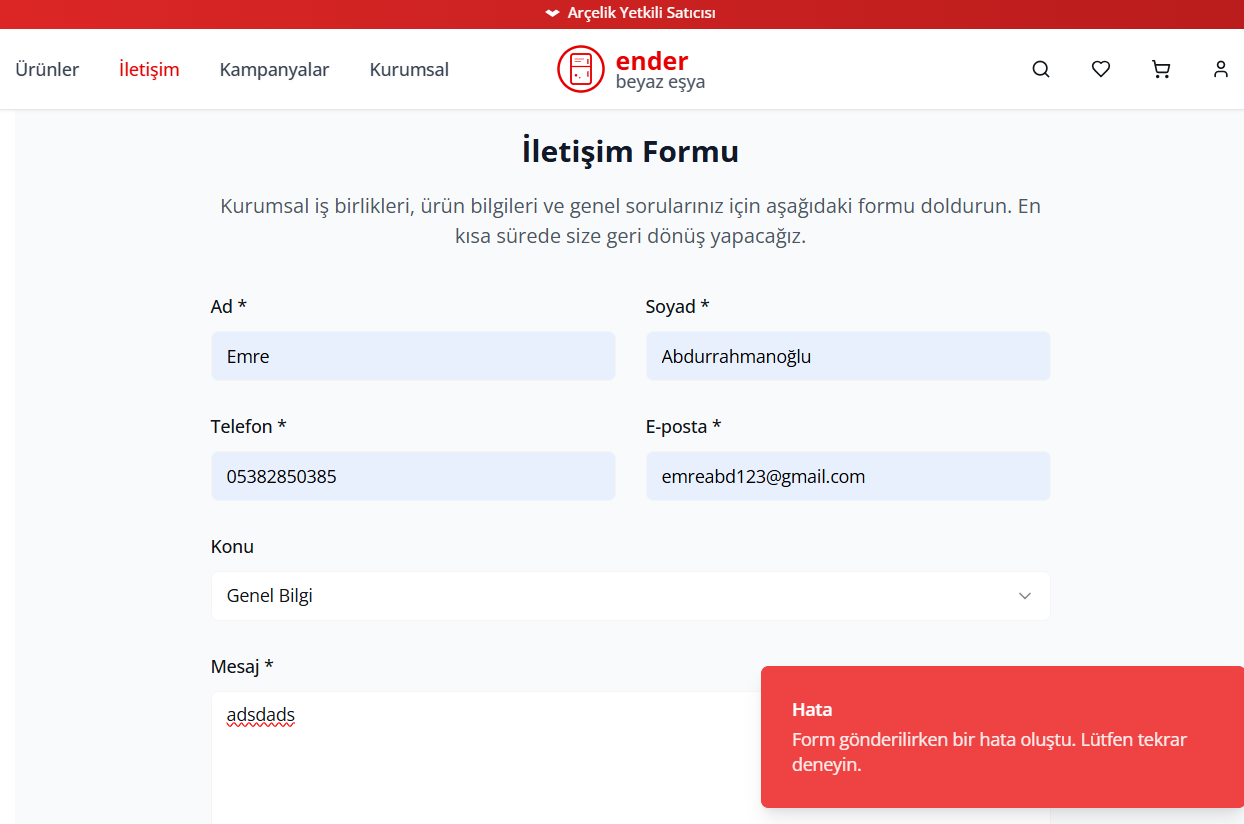 Arçelik Yetkili Satıcısı
Ürünler
İletişim
Kampanyalar
Kurumsal
ender
beyaz eşya
İletişim Formu
Kurumsal iş birlikleri, ürün bilgileri ve genel sorularınız için aşağıdaki formu doldurun. En
kısa sürede size geri dönüş yapacağız.
Ad *
Soyad *
Emre
Abdurrahmanoğlu
Telefon *
E-posta *
05382850385
emreabd123@gmail.com
Konu
Genel Bilgi
Mesaj *
adsdads
Hata
Form gönderilirken bir hata oluştu. Lütfen tekrar
deneyin.